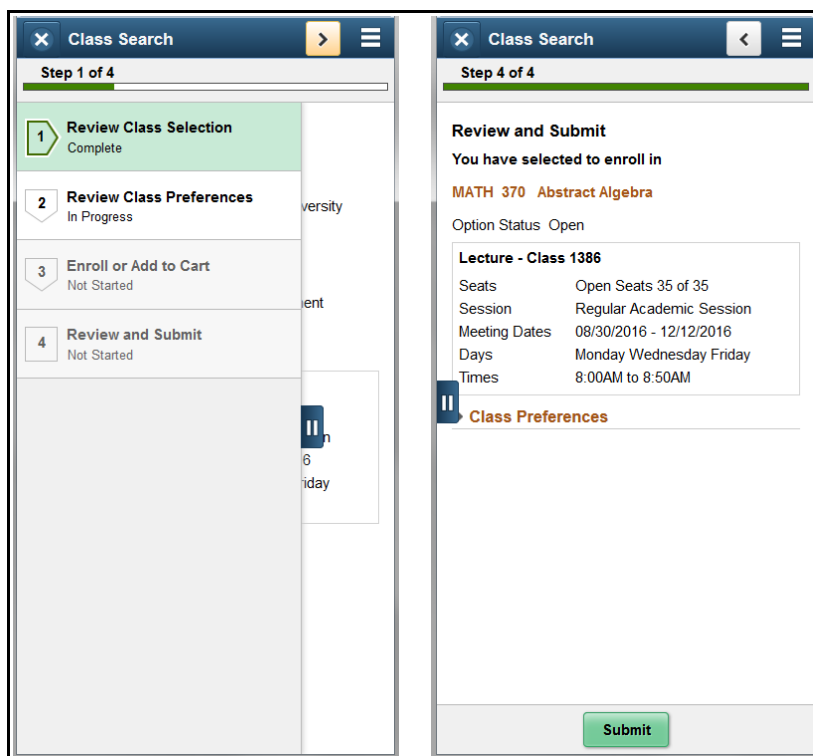 Class Search
Step 1 of 4
1 Review Class Selection
Complete
2 Review Class Preferences
In Progress
3 Enroll or Add to Cart
Not Started
4 Review and Submit
Not Started
versity
ent
n
6
riday
Class Search
Step 4 of 4
Review and Submit
You have selected to enroll in
MATH 370 Abstract Algebra
Option Status Open
Lecture - Class 1386
Seats Open Seats 35 of 35
Session Regular Academic Session
Meeting Dates 08/30/2016 - 12/12/2016
Days Monday Wednesday Friday
Times 8:00AM to 8:50AM
Class Preferences
Submit